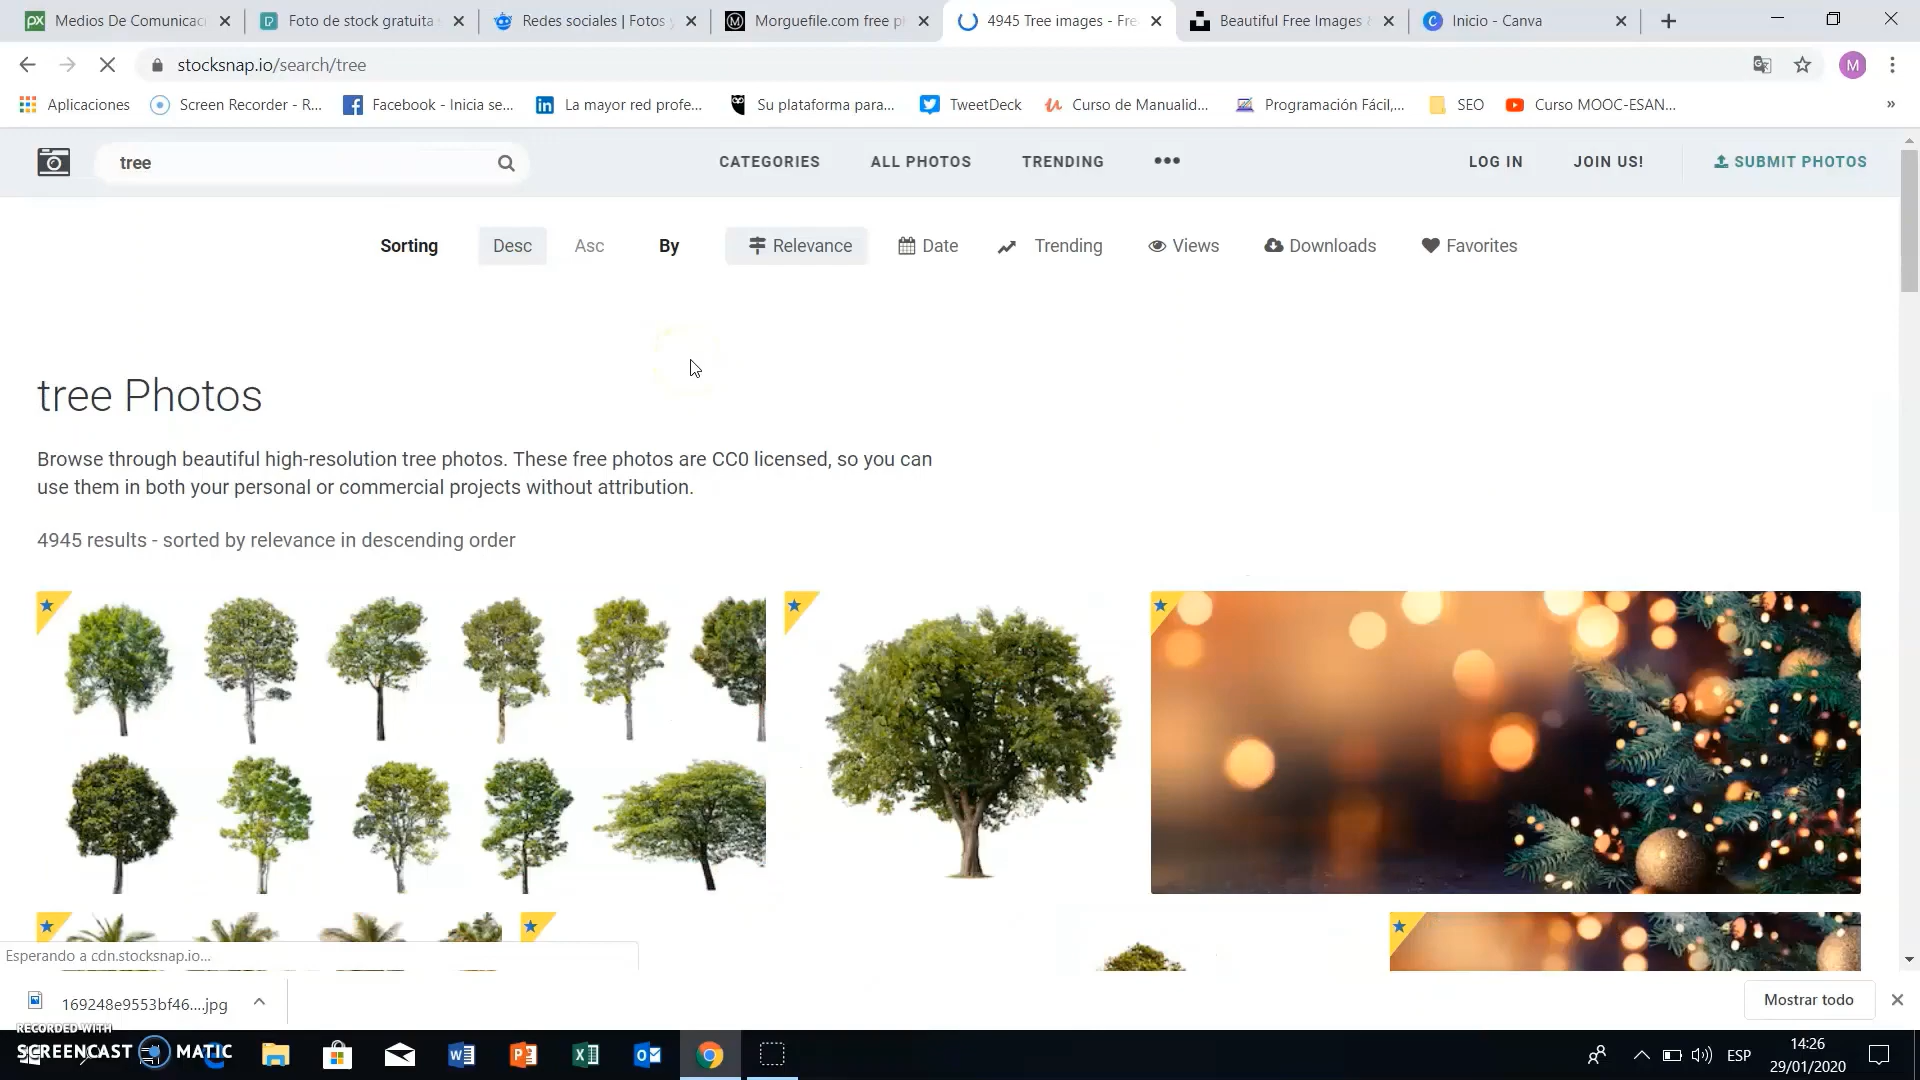 Medios De Comunicac
Foto de stock gratuita
Redes sociales | Fotos y
Morguefile.com free p
4945 Tree images - Fre
Beautiful Free Images
Inicio - Canva
stocksnap.io/search/tree
M
Aplicaciones
Screen Recorder - R...
Facebook - Inicia se...
La mayor red profe...
Su plataforma para...
TweetDeck
Curso de Manualid...
Programación Fácil,...
SEO
Curso MOOC-ESAN...
»
tree
CATEGORIES
ALL PHOTOS
TRENDING
LOG IN
JOIN US!
SUBMIT PHOTOS
Sorting
Desc
Asc
By
Relevance
Date
Trending
Views
Downloads
Favorites
tree Photos
Browse through beautiful high-resolution tree photos. These free photos are CC0 licensed, so you can
use them in both your personal or commercial projects without attribution.
4945 results - sorted by relevance in descending order
Esperando a cdn.stocksnap.io...
169248e9553bf46....jpg
Mostrar todo
RECORDED WITH
SCREENCAST MATIC
ESP
14:26
29/01/2020